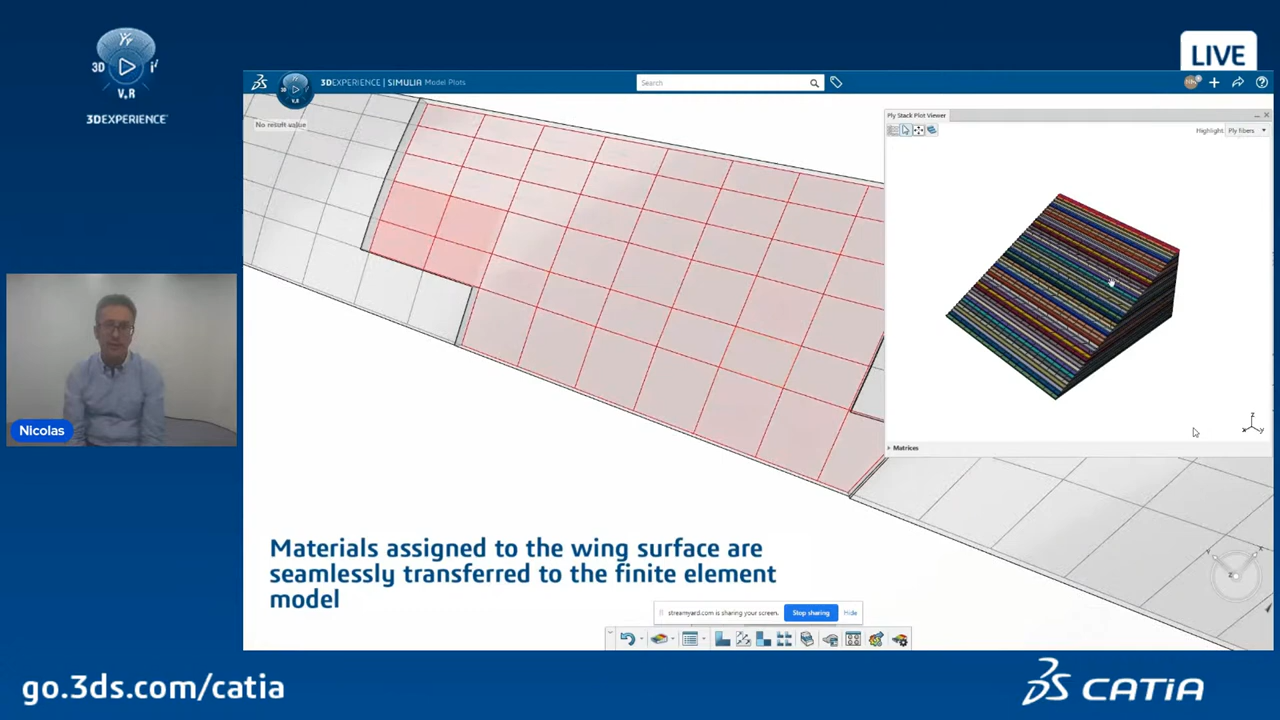 LIVE
3D
V.R
3DEXPERIENCE
3DEXPERIENCE | SIMULIA Model Plots
Search
No result value
Ply Stack Plot Viewer
Highlight: Ply fibers
Matrices
Nicolas
Materials assigned to the wing surface are
seamlessly transferred to the finite element
model
streamyard.com is sharing your screen.
Stop sharing
Hide
go.3ds.com/catia
CATIA